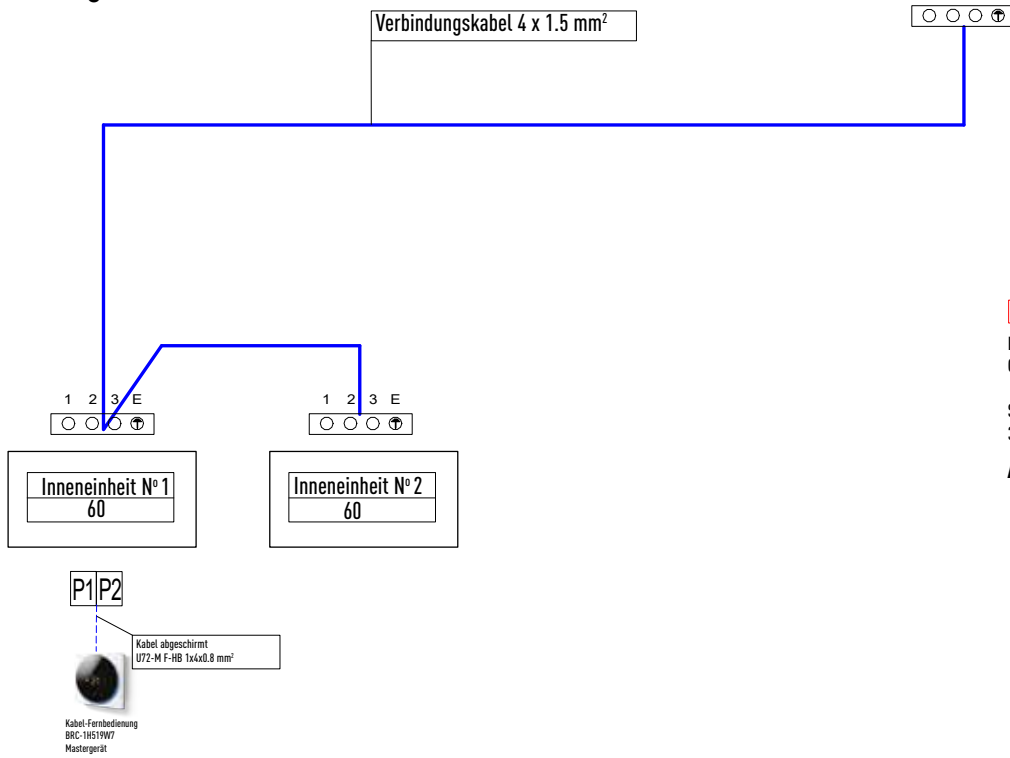 Verbindungskabel 4 x 1.5 mm²
1 2 3 E
1 2 3 E
Inneneinheit Nº 1
60
Inneneinheit Nº 2
60
P1 P2
Kabel abgeschirmt
U72-M F-HB 1x4x0.8 mm²
Kabel-Fernbedienung
BRC-1H519W7
Mastergerät